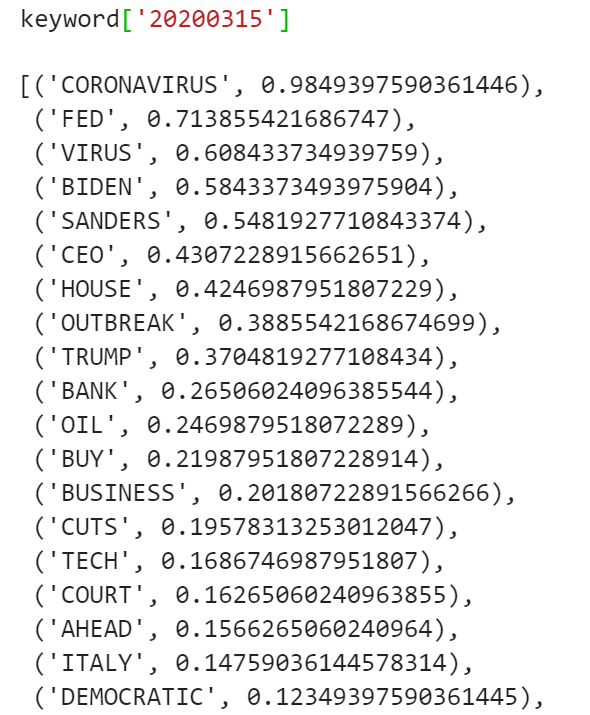 keyword['20200315']
[('CORONAVIRUS', 0.9849397590361446),
('FED', 0.713855421686747),
('VIRUS', 0.608433734939759),
('BIDEN', 0.5843373493975904),
('SANDERS', 0.5481927710843374),
('CEO', 0.4307228915662651),
('HOUSE', 0.4246987951807229),
('OUTBREAK', 0.3885542168674699),
('TRUMP', 0.3704819277108434),
('BANK', 0.26506024096385544),
('OIL', 0.2469879518072289),
('BUY', 0.21987951807228914),
('BUSINESS', 0.20180722891566266),
('CUTS', 0.19578313253012047),
('TECH', 0.1686746987951807),
('COURT', 0.16265060240963855),
('AHEAD', 0.1566265060240964),
('ITALY', 0.14759036144578314),
('DEMOCRATIC', 0.12349397590361445),